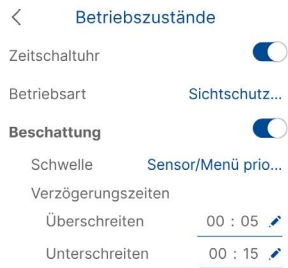 Betriebszustände
Zeitschaltuhr
Betriebsart Sichtschutz...
Beschattung
Schwelle Sensor/Menü prio...
Verzögerungszeiten
Überschreiten 00 : 05
Unterschreiten 00 : 15